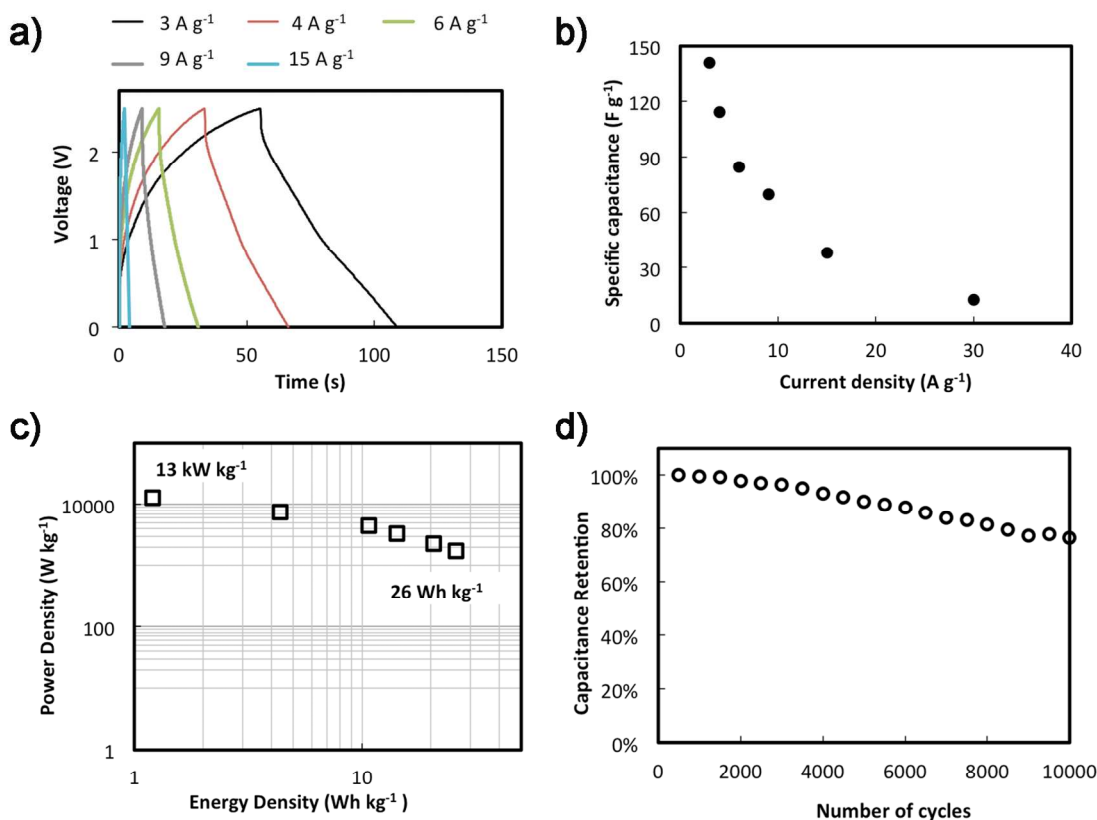 a)
3 A g⁻¹ 4 A g⁻¹ 6 A g⁻¹
9 A g⁻¹ 15 A g⁻¹
Voltage (V)
2
1
0
0 50 100 150
Time (s)
b)
Specific capacitance (F g⁻¹)
150
120
90
60
30
0
0 10 20 30 40
Current density (A g⁻¹)
c)
Power Density (W kg⁻¹)
13 kW kg⁻¹
10000
26 Wh kg⁻¹
100
1
1 10
Energy Density (Wh kg⁻¹ )
d)
Capacitance Retention
100%
80%
60%
40%
20%
0%
0 2000 4000 6000 8000 10000
Number of cycles